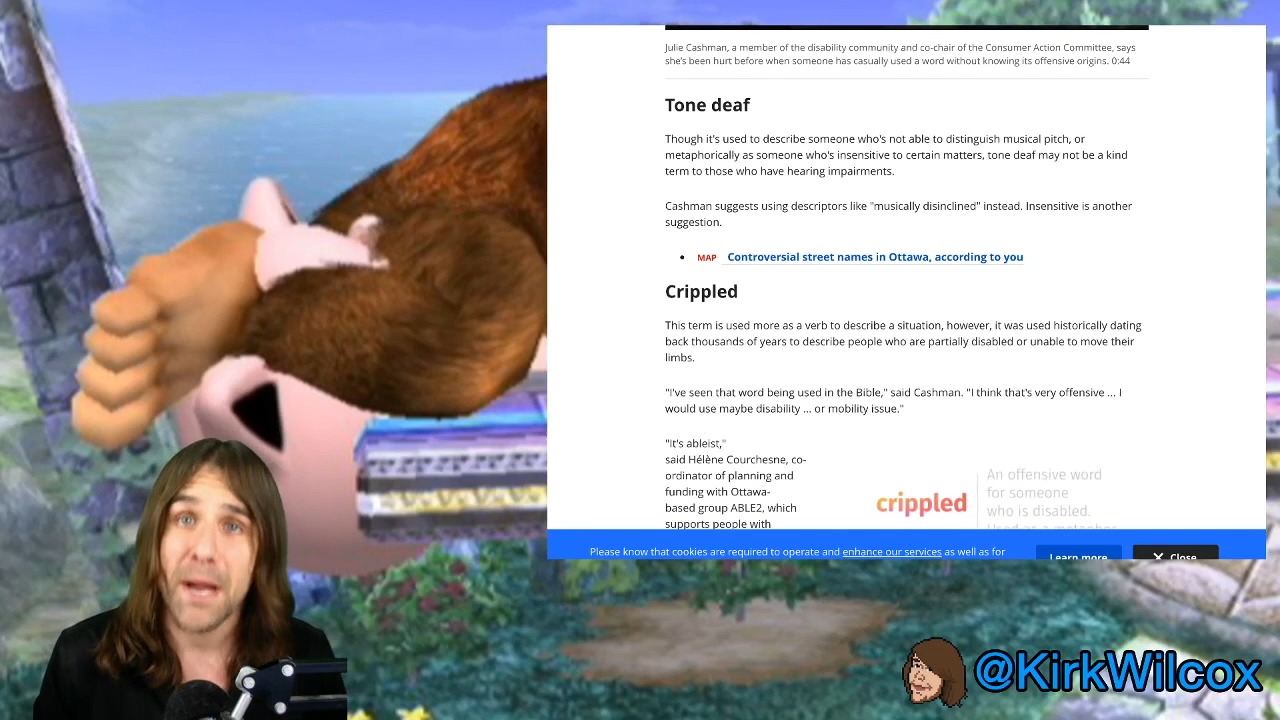 Julie Cashman, a member of the disability community and co-chair of the Consumer Action Committee, says
she's been hurt before when someone has casually used a word without knowing its offensive origins. 0:44
Tone deaf
Though it's used to describe someone who's not able to distinguish musical pitch, or
metaphorically as someone who's insensitive to certain matters, tone deaf may not be a kind
term to those who have hearing impairments.
Cashman suggests using descriptors like "musically disinclined" instead. Insensitive is another
suggestion.
• MAP Controversial street names in Ottawa, according to you
Crippled
This term is used more as a verb to describe a situation, however, it was used historically dating
back thousands of years to describe people who are partially disabled or unable to move their
limbs.
"I've seen that word being used in the Bible," said Cashman. "I think that's very offensive ... I
would use maybe disability ... or mobility issue."
"It's ableist,"
said Hélène Courchesne, co-
ordinator of planning and
funding with Ottawa-
based group ABLE2, which
supports people with
crippled
An offensive word
for someone
who is disabled.
Used as a metaphor
Please know that cookies are required to operate and enhance our services as well as for
Learn more
Close
@KirkWilcox